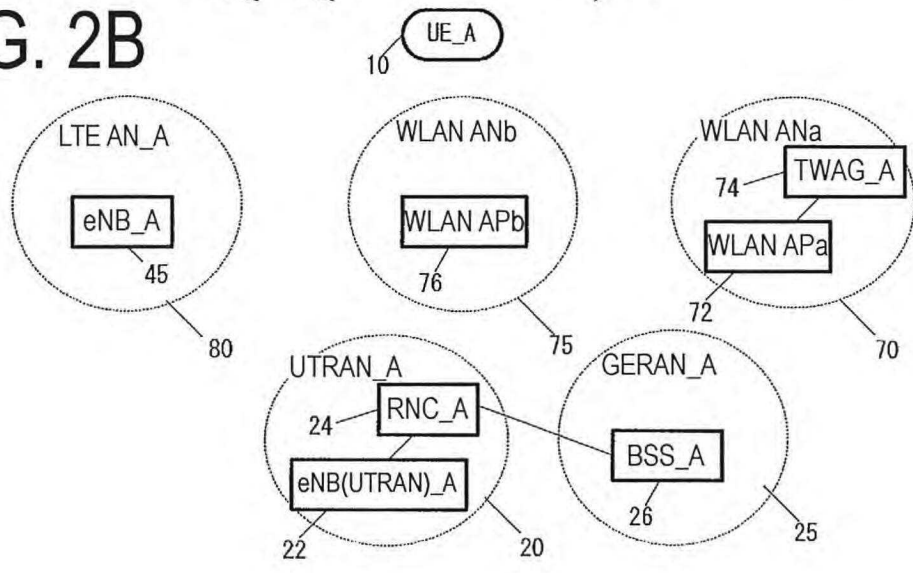 G. 2B
UE_A
10
LTE AN_A
eNB_A
45
80
WLAN ANb
WLAN APb
76
75
WLAN ANa
TWAG_A
74
WLAN APa
72
70
UTRAN_A
RNC_A
24
eNB(UTRAN)_A
22
20
GERAN_A
BSS_A
26
25